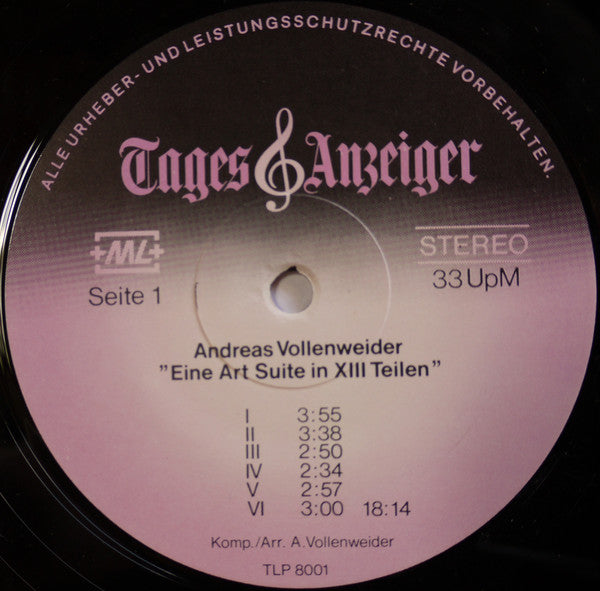 ALLE URHEBER- UND LEISTUNGSSCHUTZRECHTE VORBEHALTEN.
Tages Anzeiger
+ML+
STEREO
Seite 1
33 UpM
Andreas Vollenweider
"Eine Art Suite in XIII Teilen"
I 3:55
II 3:38
III 2:50
IV 2:34
V 2:57
VI 3:00 18:14
Komp./Arr. A.Vollenweider
TLP 8001